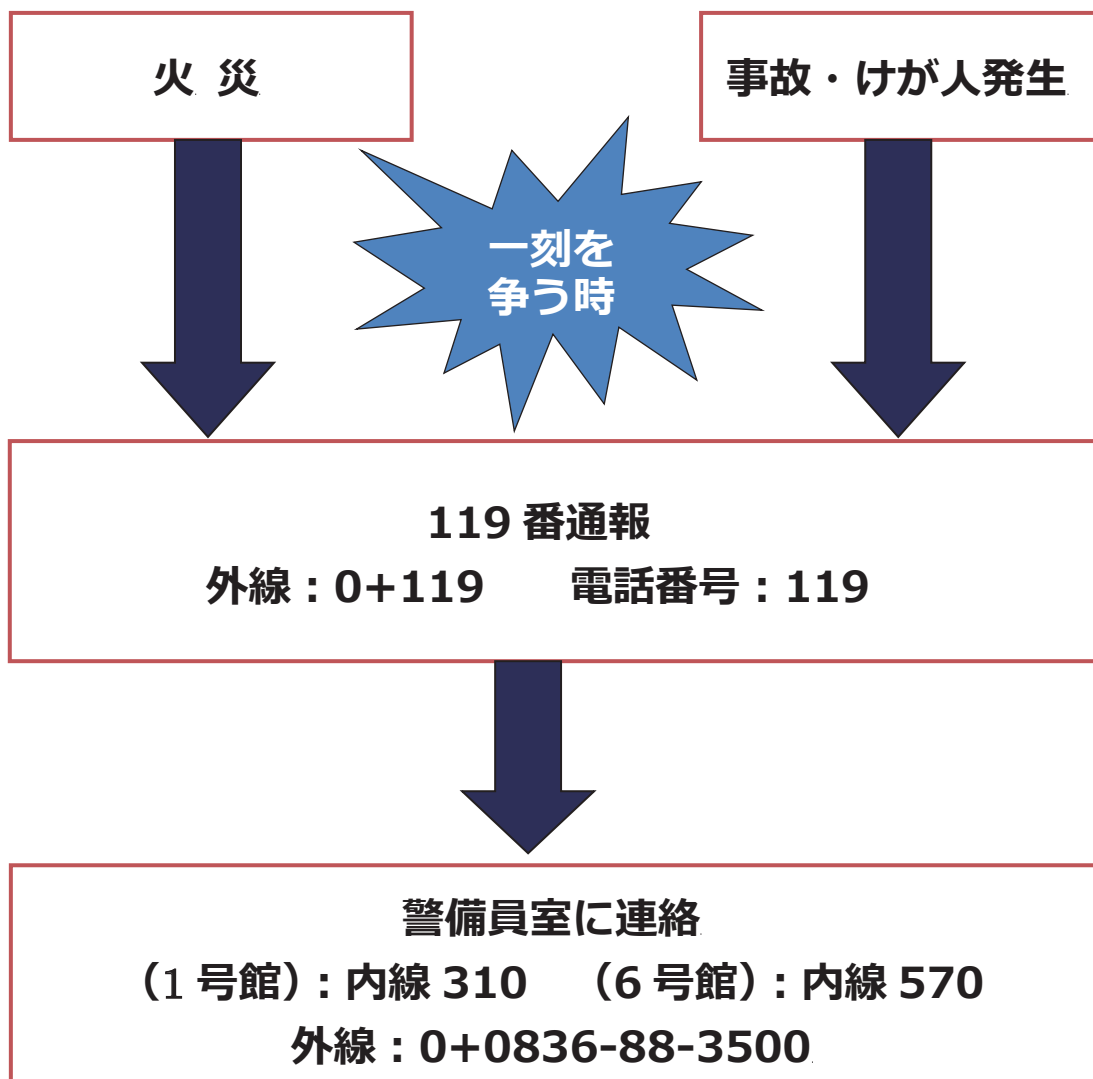 火 災
事故・けが人発生
一刻を
争う時
119 番通報
外線：0+119　　電話番号：119
警備員室に連絡
（1 号館）：内線 310　（6 号館）：内線 570
外線：0+0836-88-3500